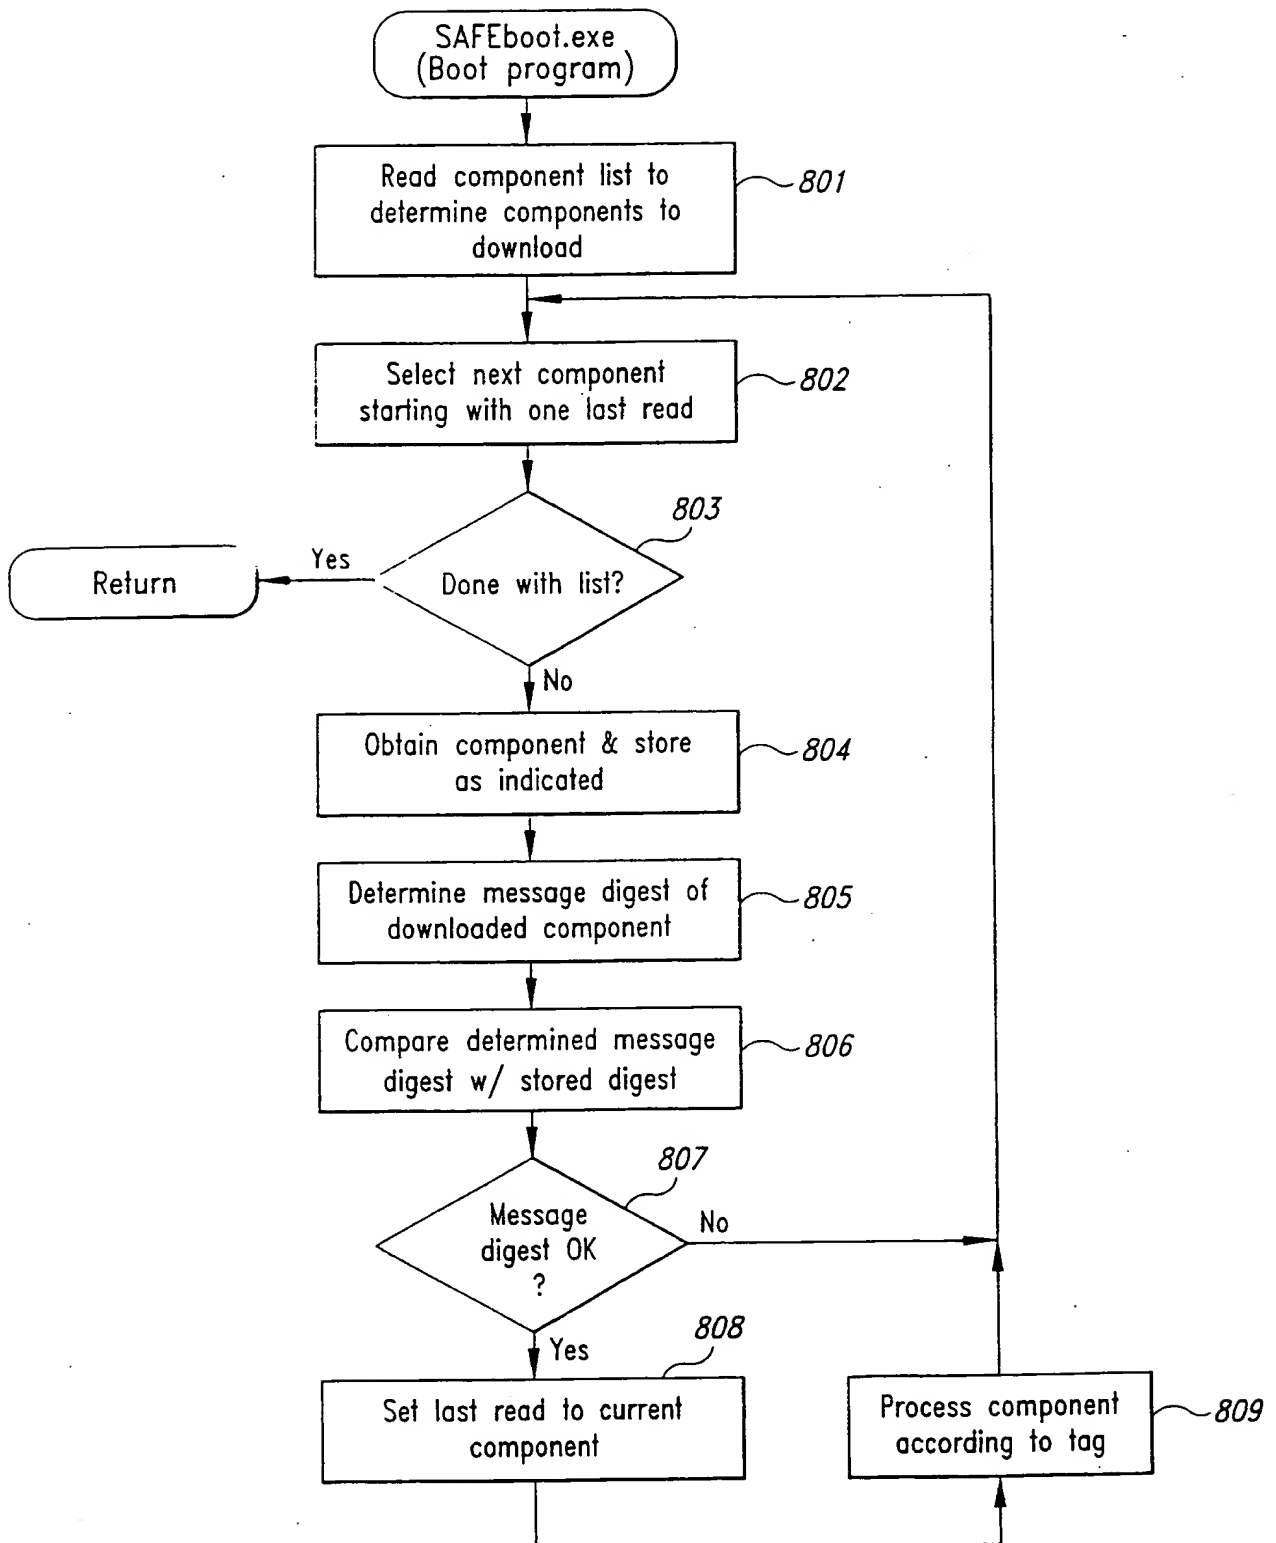 SAFEboot.exe
(Boot program)
Read component list to
determine components to
download
801
Select next component
starting with one last read
802
803
Done with list?
Yes
Return
No
Obtain component & store
as indicated
804
Determine message digest of
downloaded component
805
Compare determined message
digest w/ stored digest
806
807
Message
digest OK
?
No
Yes
808
Set last read to current
component
Process component
according to tag
809